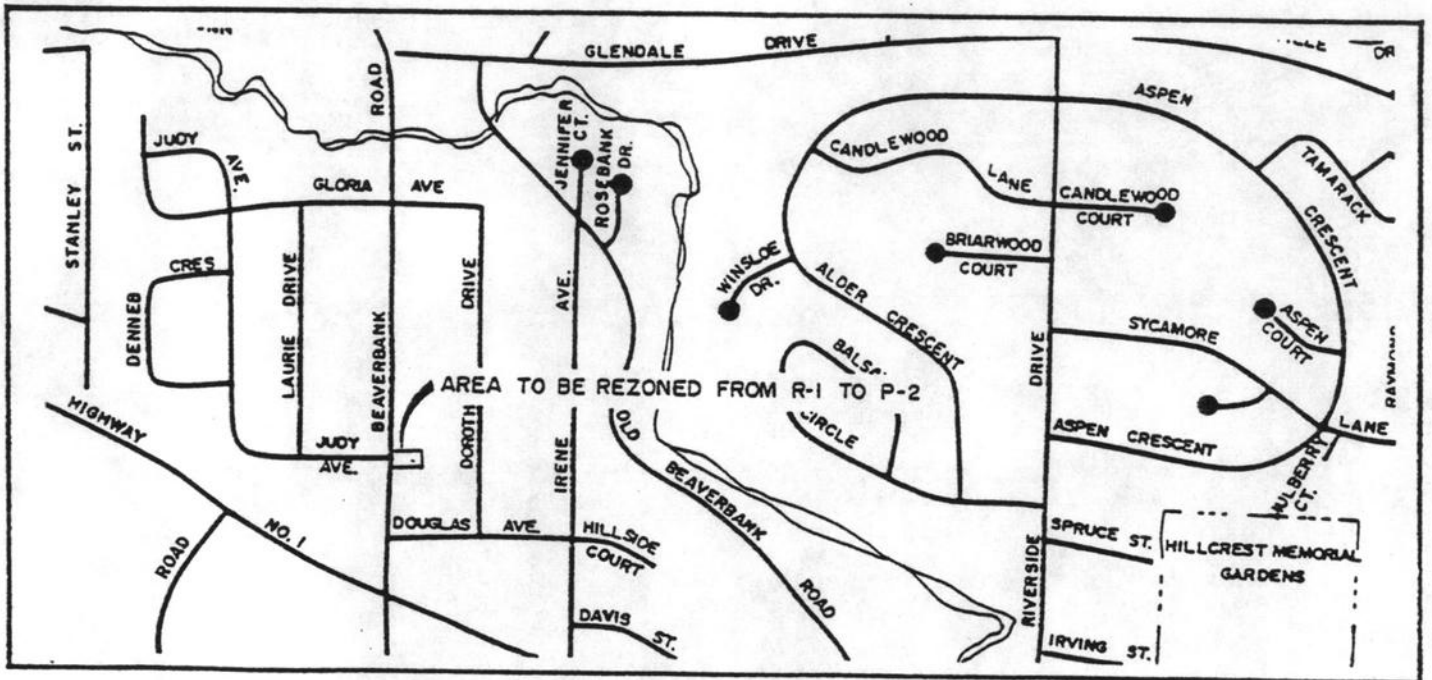 GLENDALE DRIVE
ROAD
STANLEY ST.
JUDY AVE.
GLORIA AVE
JENNIFER CT.
ROSEBANK DR.
ASPEN
CANDLEWOOD LANE
CANDLEWOOD COURT
TAMARACK
CRESCENT
BRIARWOOD COURT
WINSLOE DR.
ALDER CRESCENT
CRES
DENNEB
LAURIE DRIVE
BEAVERBANK
DRIVE
AVE.
SYCAMORE
ASPEN COURT
DRIVE
AREA TO BE REZONED FROM R-1 TO P-2
CIRCLE
HIGHWAY NO. 1
JUDY AVE.
DOROTH
IRENE
OLD BEAVERBANK ROAD
ASPEN CRESCENT
LANE
MULBERRY CT.
ROAD
DOUGLAS AVE.
HILLSIDE COURT
SPRUCE ST.
HILLCREST MEMORIAL
GARDENS
RIVERSIDE
DAVIS ST.
IRVING ST.